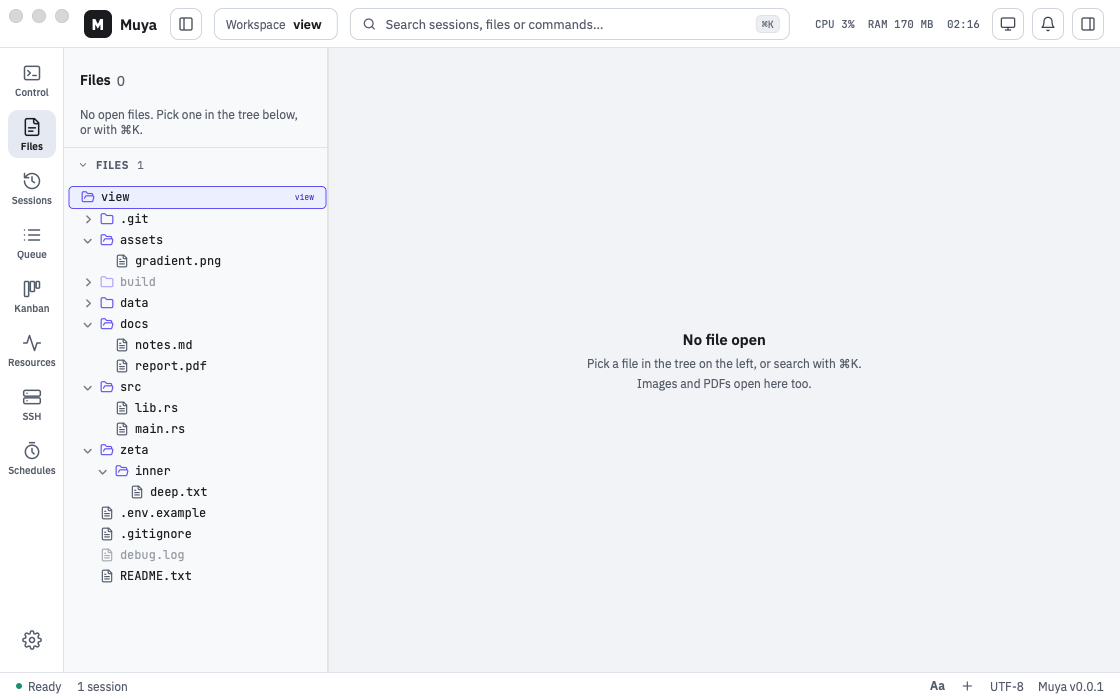 M Muya Workspace view Search sessions, files or commands... ⌘K CPU 3% RAM 170 MB 02:16
Control
Files
Sessions
Queue
Kanban
Resources
SSH
Schedules
Files 0
No open files. Pick one in the tree below,
or with ⌘K.
FILES 1
view view
.git
assets
gradient.png
build
data
docs
notes.md
report.pdf
src
lib.rs
main.rs
zeta
inner
deep.txt
.env.example
.gitignore
debug.log
README.txt
No file open
Pick a file in the tree on the left, or search with ⌘K.
Images and PDFs open here too.
Ready 1 session Aa + UTF-8 Muya v0.0.1